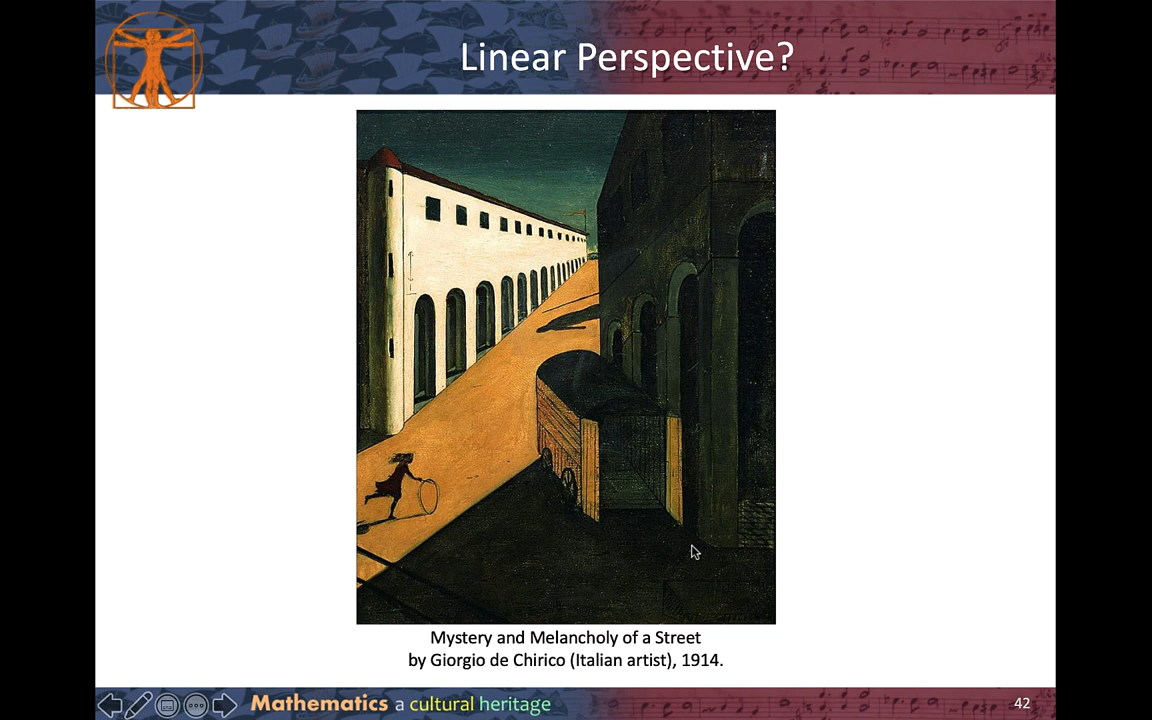 Linear Perspective?
Mystery and Melancholy of a Street
by Giorgio de Chirico (Italian artist), 1914.
Mathematics a cultural heritage
42